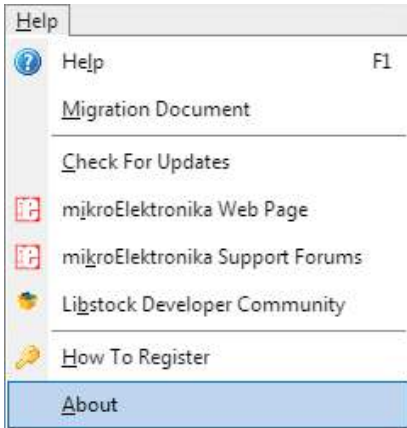 Help
Help F1
Migration Document
Check For Updates
mikroElektronika Web Page
mikroElektronika Support Forums
Libstock Developer Community
How To Register
About